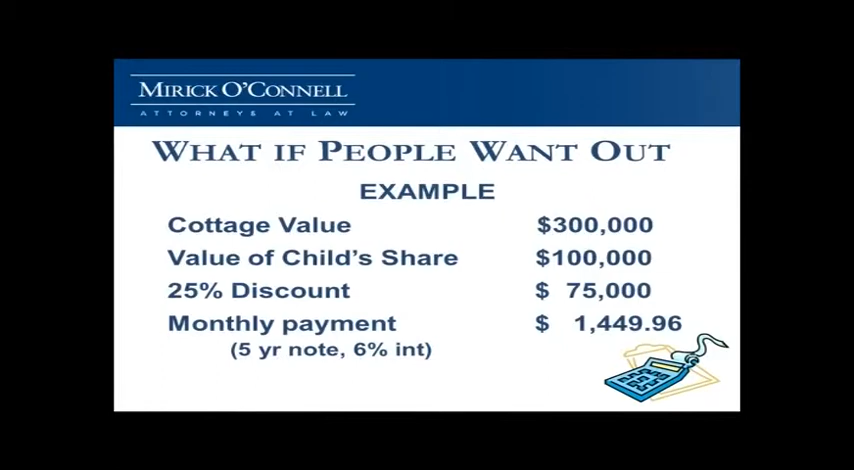 MIRICK O'CONNELL
ATTORNEYS AT LAW
WHAT IF PEOPLE WANT OUT
EXAMPLE
Cottage Value $300,000
Value of Child's Share $100,000
25% Discount $ 75,000
Monthly payment $ 1,449.96
(5 yr note, 6% int)